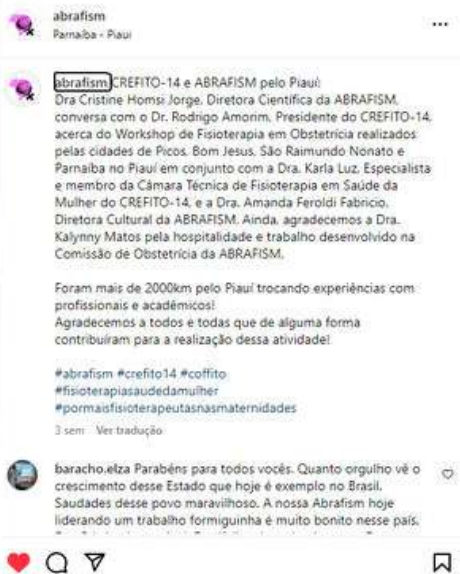 abrafism
Parnaíba - Piauí
abrafism CREFITO-14 e ABRAFISM pelo Piauí:
Dra Cristine Homsi Jorge, Diretora Científica da ABRAFISM,
conversa com o Dr. Rodrigo Amorim, Presidente do CREFITO-14,
acerca do Workshop de Fisioterapia em Obstetrícia realizados
pelas cidades de Picos, Bom Jesus, São Raimundo Nonato e
Parnaíba no Piauí em conjunto com a Dra. Karla Luz, Especialista
e membro da Câmara Técnica de Fisioterapia em Saúde da
Mulher do CREFITO-14, e a Dra. Amanda Feroldi Fabricio,
Diretora Cultural da ABRAFISM. Ainda, agradecemos a Dra.
Kalynny Matos pela hospitalidade e trabalho desenvolvido na
Comissão de Obstetrícia da ABRAFISM.
Foram mais de 2000km pelo Piauí trocando experiências com
profissionais e acadêmicos!
Agradecemos a todos e todas que de alguma forma
contribuíram para a realização dessa atividade!
#abrafism #crefito14 #coffito
#fisioterapiasaudedamulher
#pormaisfisioterapeutasnasmaternidades
3 sem Ver tradução
baracho.elza Parabéns para todos vocês. Quanto orgulho vê o
crescimento desse Estado que hoje é exemplo no Brasil.
Saudades desse povo maravilhoso. A nossa Abrafism hoje
liderando um trabalho formiguinha é muito bonito nesse país.